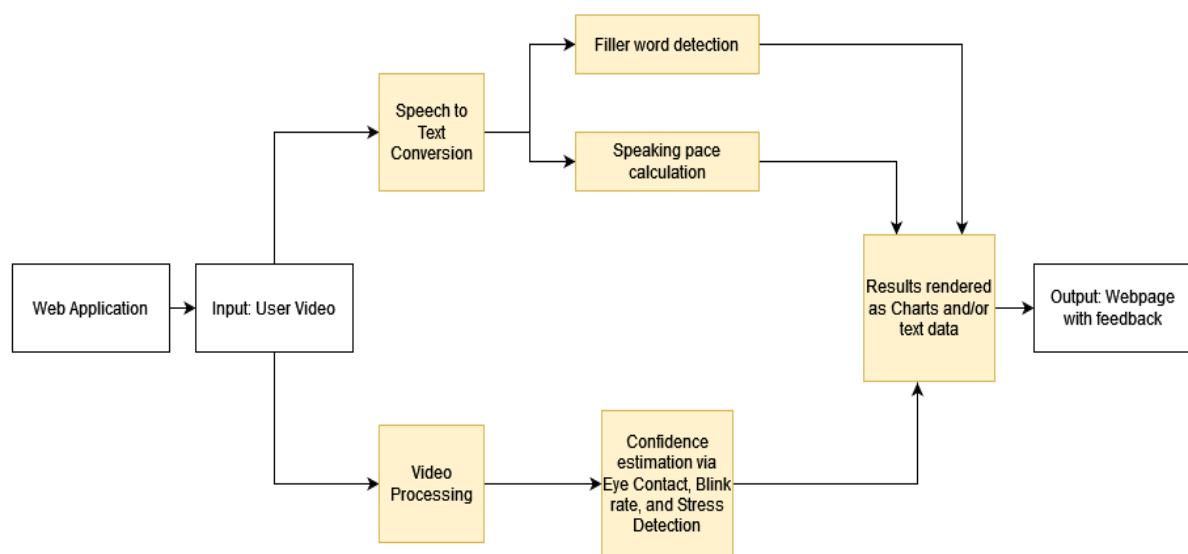 Filler word detection
Speech to
Text
Conversion
Speaking pace
calculation
Web Application
Input: User Video
Results rendered
as Charts and/or
text data
Output: Webpage
with feedback
Video
Processing
Confidence
estimation via
Eye Contact, Blink
rate, and Stress
Detection